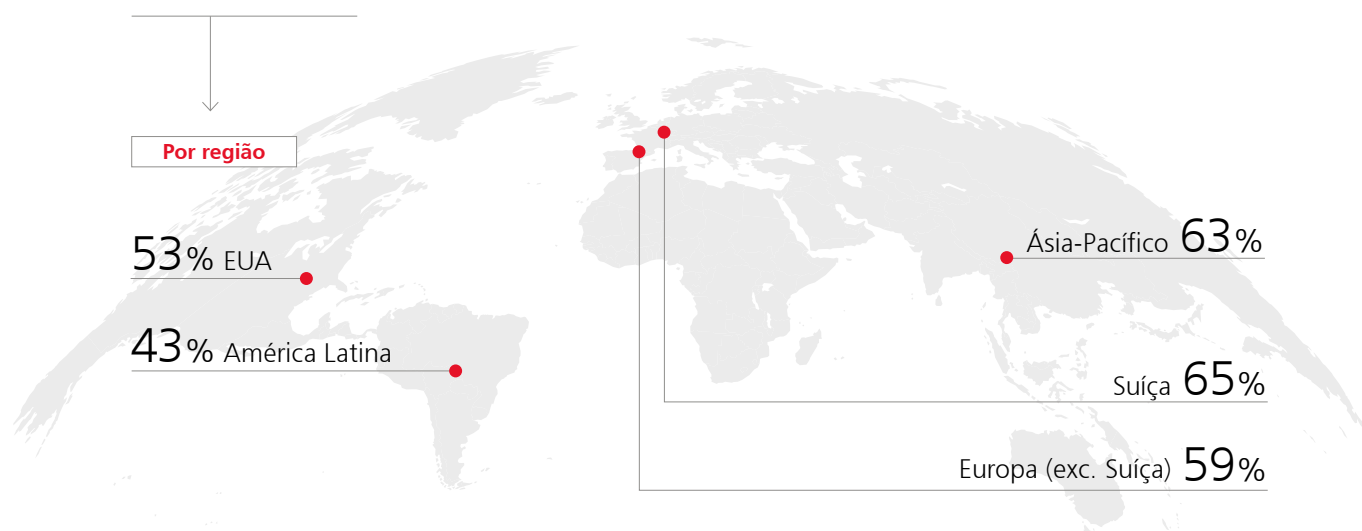 Por região
53% EUA
43% América Latina
Ásia-Pacífico 63%
Suíça 65%
Europa (exc. Suíça) 59%